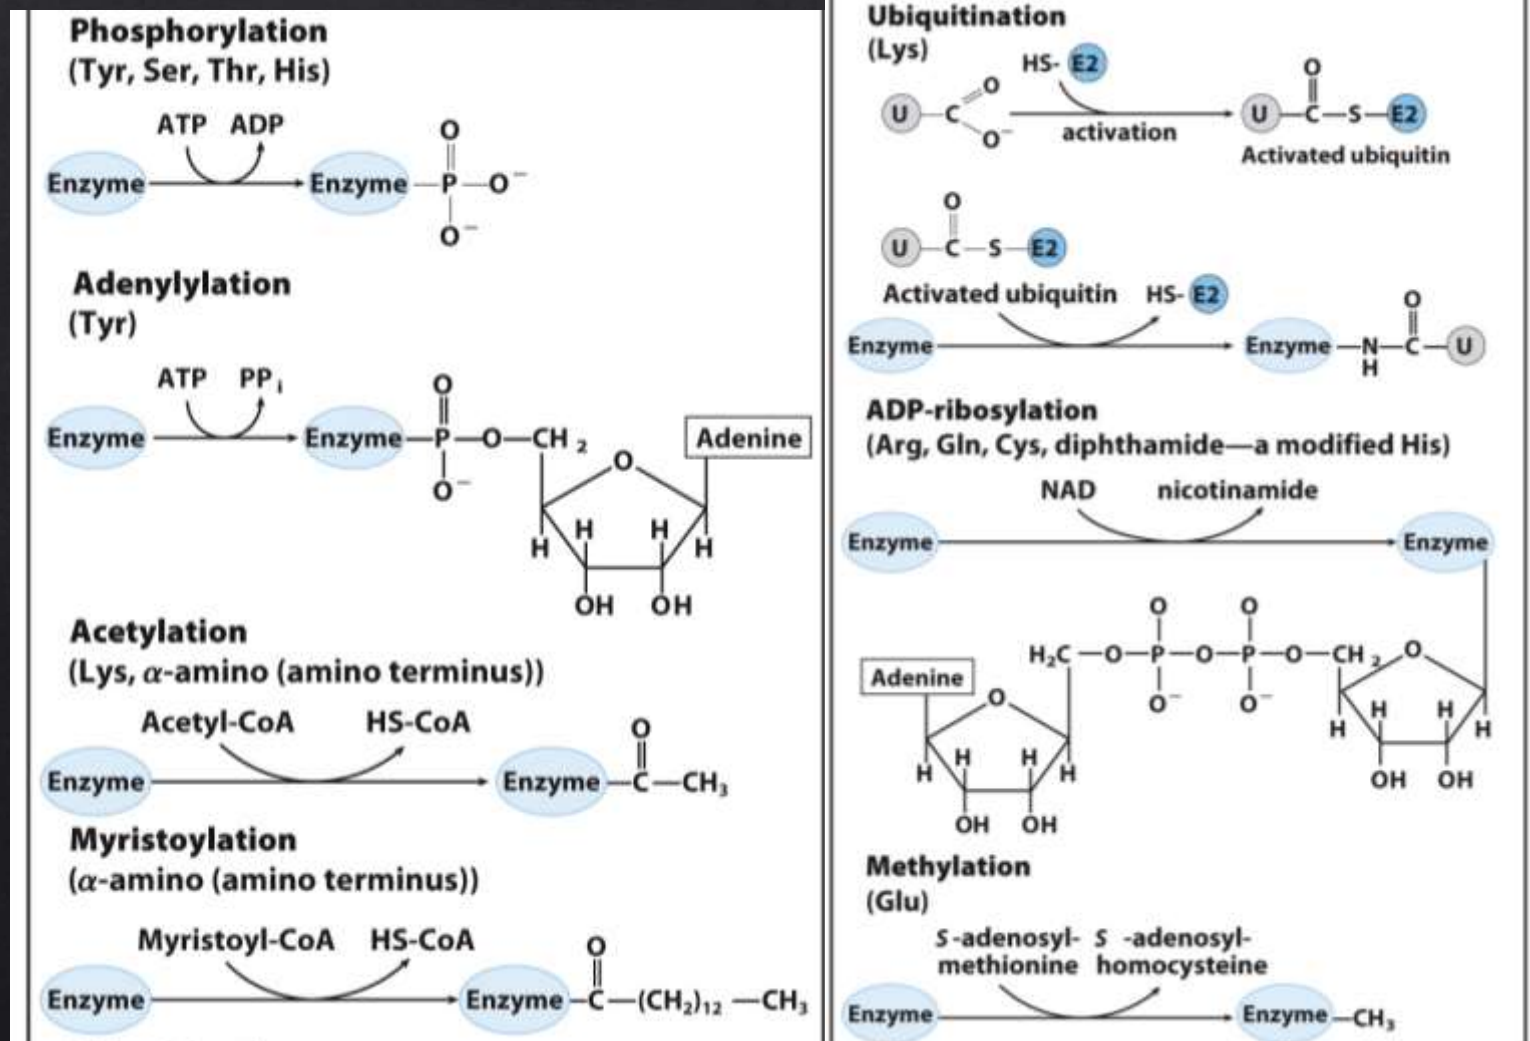 Phosphorylation
(Tyr, Ser, Thr, His)
ATP ADP
Enzyme Enzyme P O⁻
O
O⁻
Adenylylation
(Tyr)
ATP PPi
Enzyme Enzyme P O CH2 Adenine
O
O⁻
O
H H H H
OH OH
Acetylation
(Lys, α-amino (amino terminus))
Acetyl-CoA HS-CoA
O
Enzyme Enzyme C CH3
Myristoylation
(α-amino (amino terminus))
Myristoyl-CoA HS-CoA
O
Enzyme Enzyme C (CH2)12 CH3
Ubiquitination
(Lys)
HS- E2
U C O O⁻
activation
O
U C S E2
Activated ubiquitin
O
U C S E2
Activated ubiquitin HS- E2
O
Enzyme Enzyme N C U
H
ADP-ribosylation
(Arg, Gln, Cys, diphthamide—a modified His)
NAD nicotinamide
Enzyme Enzyme
O O
H2C O P O P O CH2 O
O⁻ O⁻
Adenine
O
H H H H
OH OH
H H H H
OH OH
Methylation
(Glu)
S-adenosyl- S -adenosyl-
methionine homocysteine
Enzyme Enzyme CH3